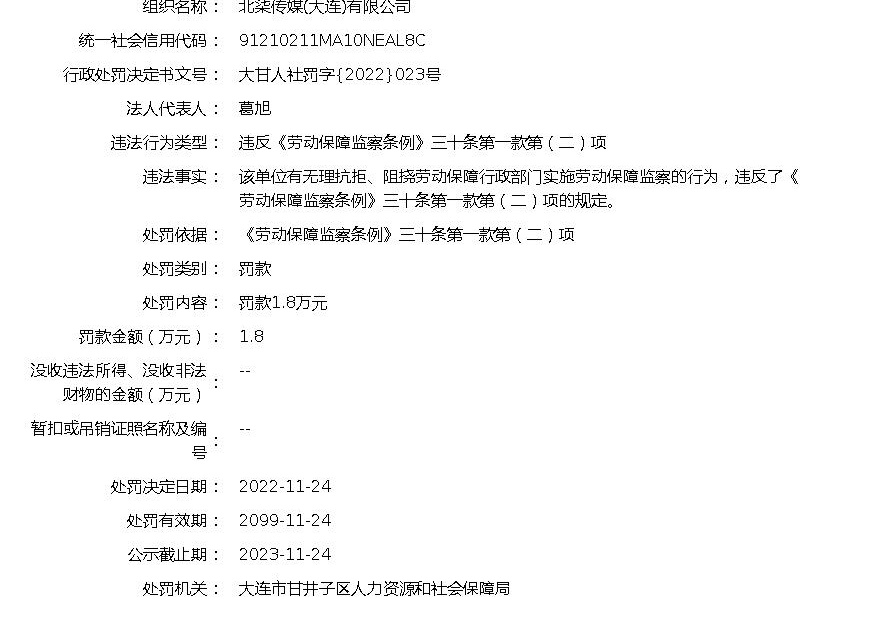 组织名称： 北柒传媒(大连)有限公司
统一社会信用代码： 91210211MA10NEAL8C
行政处罚决定书文号： 大甘人社罚字{2022}023号
法人代表人： 葛旭
违法行为类型： 违反《劳动保障监察条例》三十条第一款第（二）项
违法事实： 该单位有无理抗拒、阻挠劳动保障行政部门实施劳动保障监察的行为，违反了《
劳动保障监察条例》三十条第一款第（二）项的规定。
处罚依据： 《劳动保障监察条例》三十条第一款第（二）项
处罚类别： 罚款
处罚内容： 罚款1.8万元
罚款金额（万元）： 1.8
没收违法所得、没收非法
财物的金额（万元）： --
暂扣或吊销证照名称及编
号： --
处罚决定日期： 2022-11-24
处罚有效期： 2099-11-24
公示截止期： 2023-11-24
处罚机关： 大连市甘井子区人力资源和社会保障局